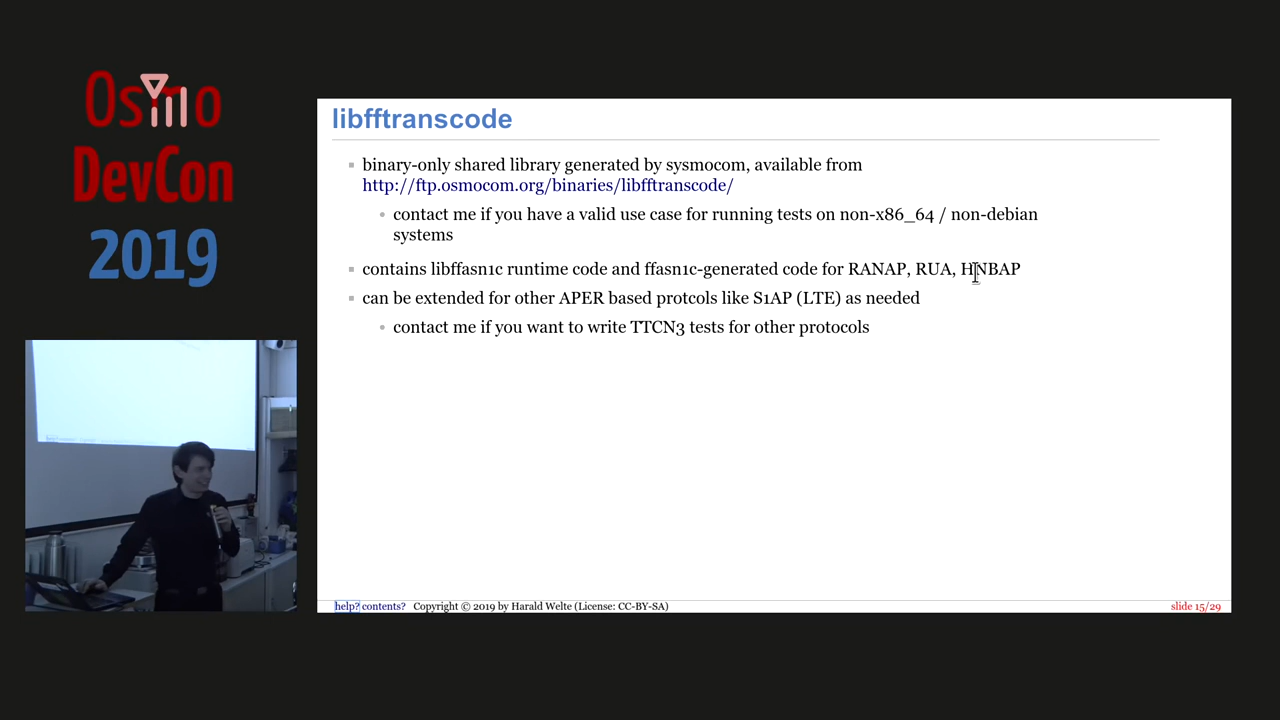 Osmo
DevCon
2019
libfftranscode
binary-only shared library generated by sysmocom, available from
http://ftp.osmocom.org/binaries/libfftranscode/
contact me if you have a valid use case for running tests on non-x86_64 / non-debian
systems
contains libffasn1c runtime code and ffasn1c-generated code for RANAP, RUA, HNBAP
can be extended for other APER based protcols like S1AP (LTE) as needed
contact me if you want to write TTCN3 tests for other protocols
help? contents? Copyright © 2019 by Harald Welte (License: CC-BY-SA)
slide 15/29